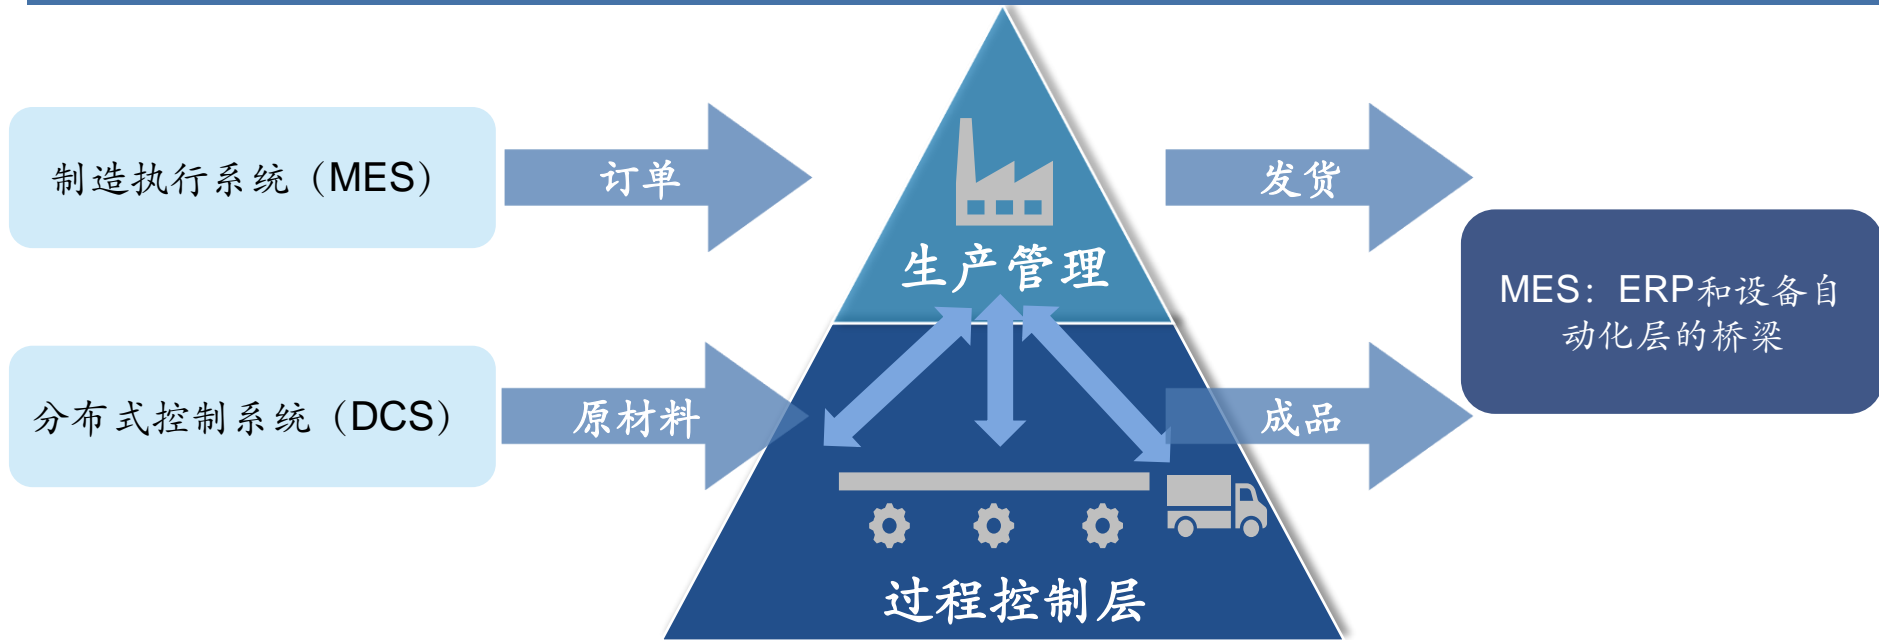 制造执行系统（MES）
订单
生产管理
发货
MES：ERP和设备自
动化层的桥梁
分布式控制系统（DCS）
原材料
成品
过程控制层